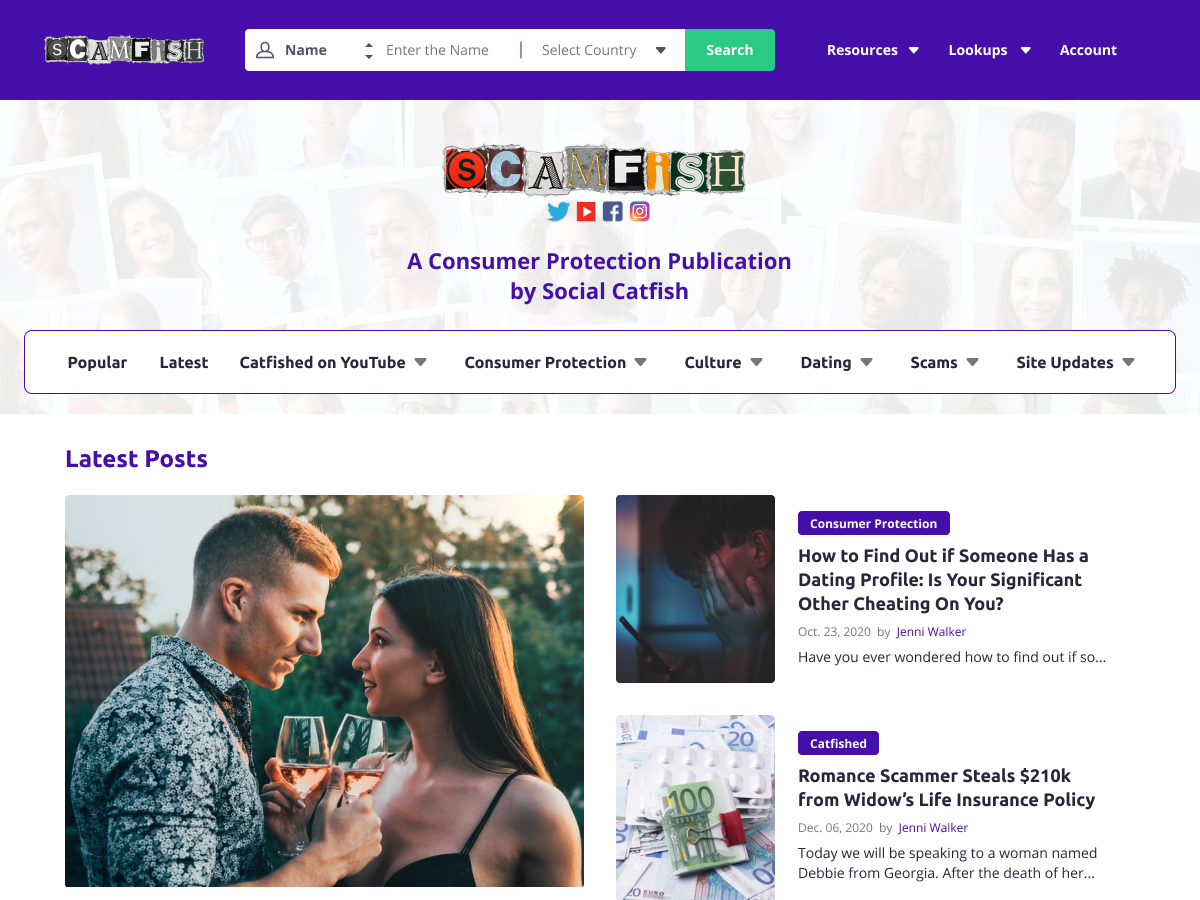 SCAMFISH
Name Enter the Name Select Country Search
Resources Lookups Account
SCAMFISH
A Consumer Protection Publication
by Social Catfish
Popular Latest Catfished on YouTube Consumer Protection Culture Dating Scams Site Updates
Latest Posts
Consumer Protection
How to Find Out if Someone Has a
Dating Profile: Is Your Significant
Other Cheating On You?
Oct. 23, 2020 by Jenni Walker
Have you ever wondered how to find out if so...
20
100
20 EURO
Catfished
Romance Scammer Steals $210k
from Widow’s Life Insurance Policy
Dec. 06, 2020 by Jenni Walker
Today we will be speaking to a woman named
Debbie from Georgia. After the death of her...